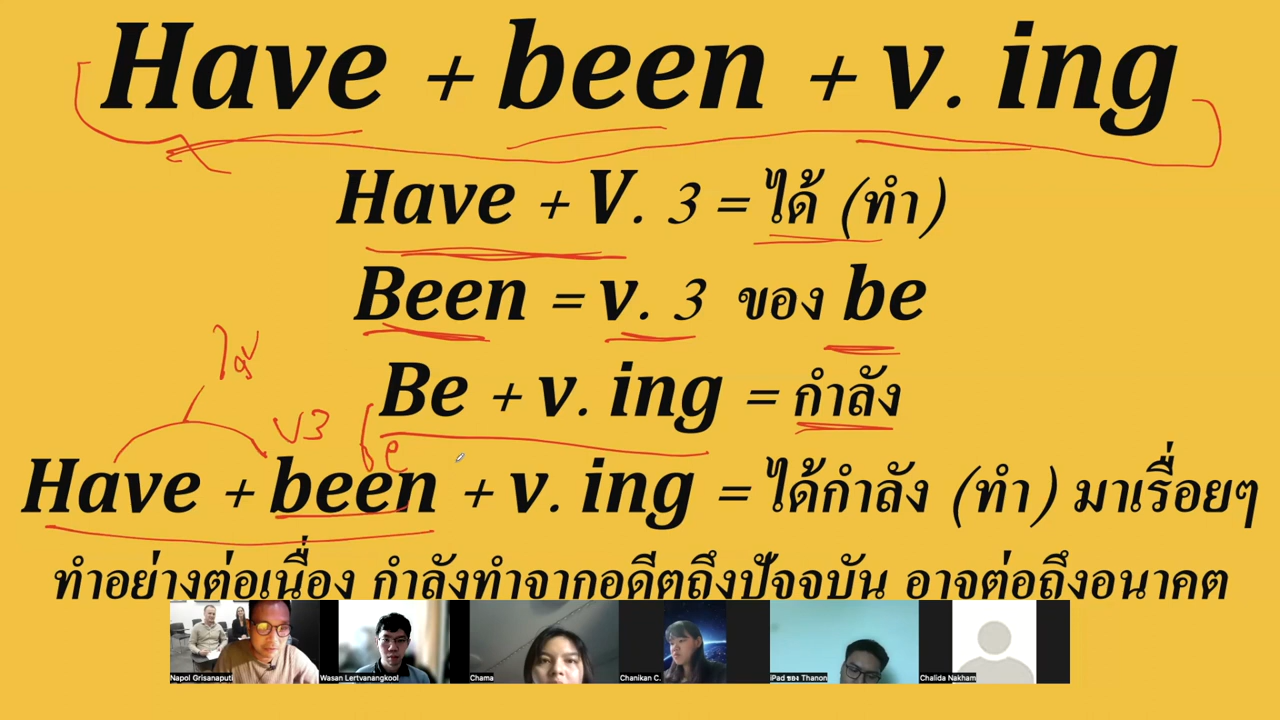 Have + been + v. ing
Have + V. 3 = ได้ (ทำ)
Been = v. 3 ของ be
Be + v. ing = กำลัง
ได้
V3
be
Have + been + v. ing = ได้กำลัง (ทำ) มาเรื่อยๆ
ทำอย่างต่อเนื่อง กำลังทำจากอดีตถึงปัจจบัน อาจต่อถึงอนาคต
Napol Grisanaputi
Wasan Lertvanangkool
Chama
Chanikan C.
iPad ของ Thanon
Chalida Nakham